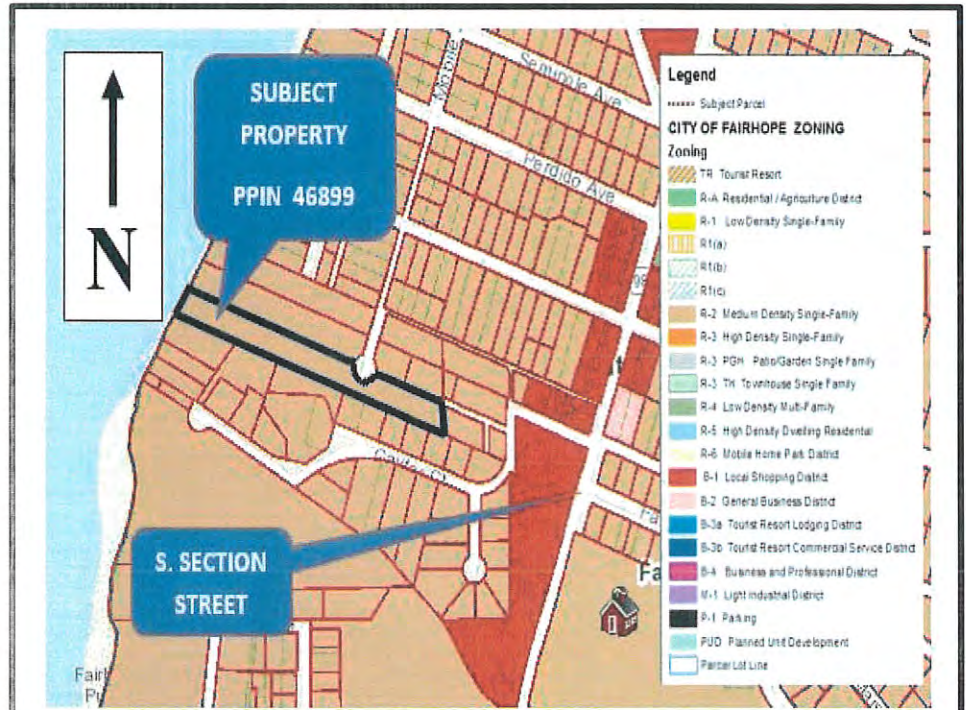 N
SUBJECT
PROPERTY
PPIN 46899
Mobile
Seminole Ave
Perdido Ave
98
S. SECTION
STREET
Legend
Subject Parcel
CITY OF FAIRHOPE ZONING
Zoning
TR Tourist Resort
R-A Residential / Agriculture District
R-1 Low Density Single-Family
R1(a)
R1(b)
R1(c)
R-2 Medium Density Single-Family
R-3 High Density Single-Family
R-3 PGH Patio/Garden Single Family
R-3 TH Townhouse Single Family
R-4 Low Density Multi-Family
R-5 High Density Dwelling Residential
R-6 Mobile Home Park District
B-1 Local Shopping District
B-2 General Business District
B-3a Tourist Resort Lodging District
B-3b Tourist Resort Commercial Service District
B-4 Business and Professional District
M-1 Light Industrial District
P-1 Parking
PUD Planned Unit Development
Parcel Lot Line